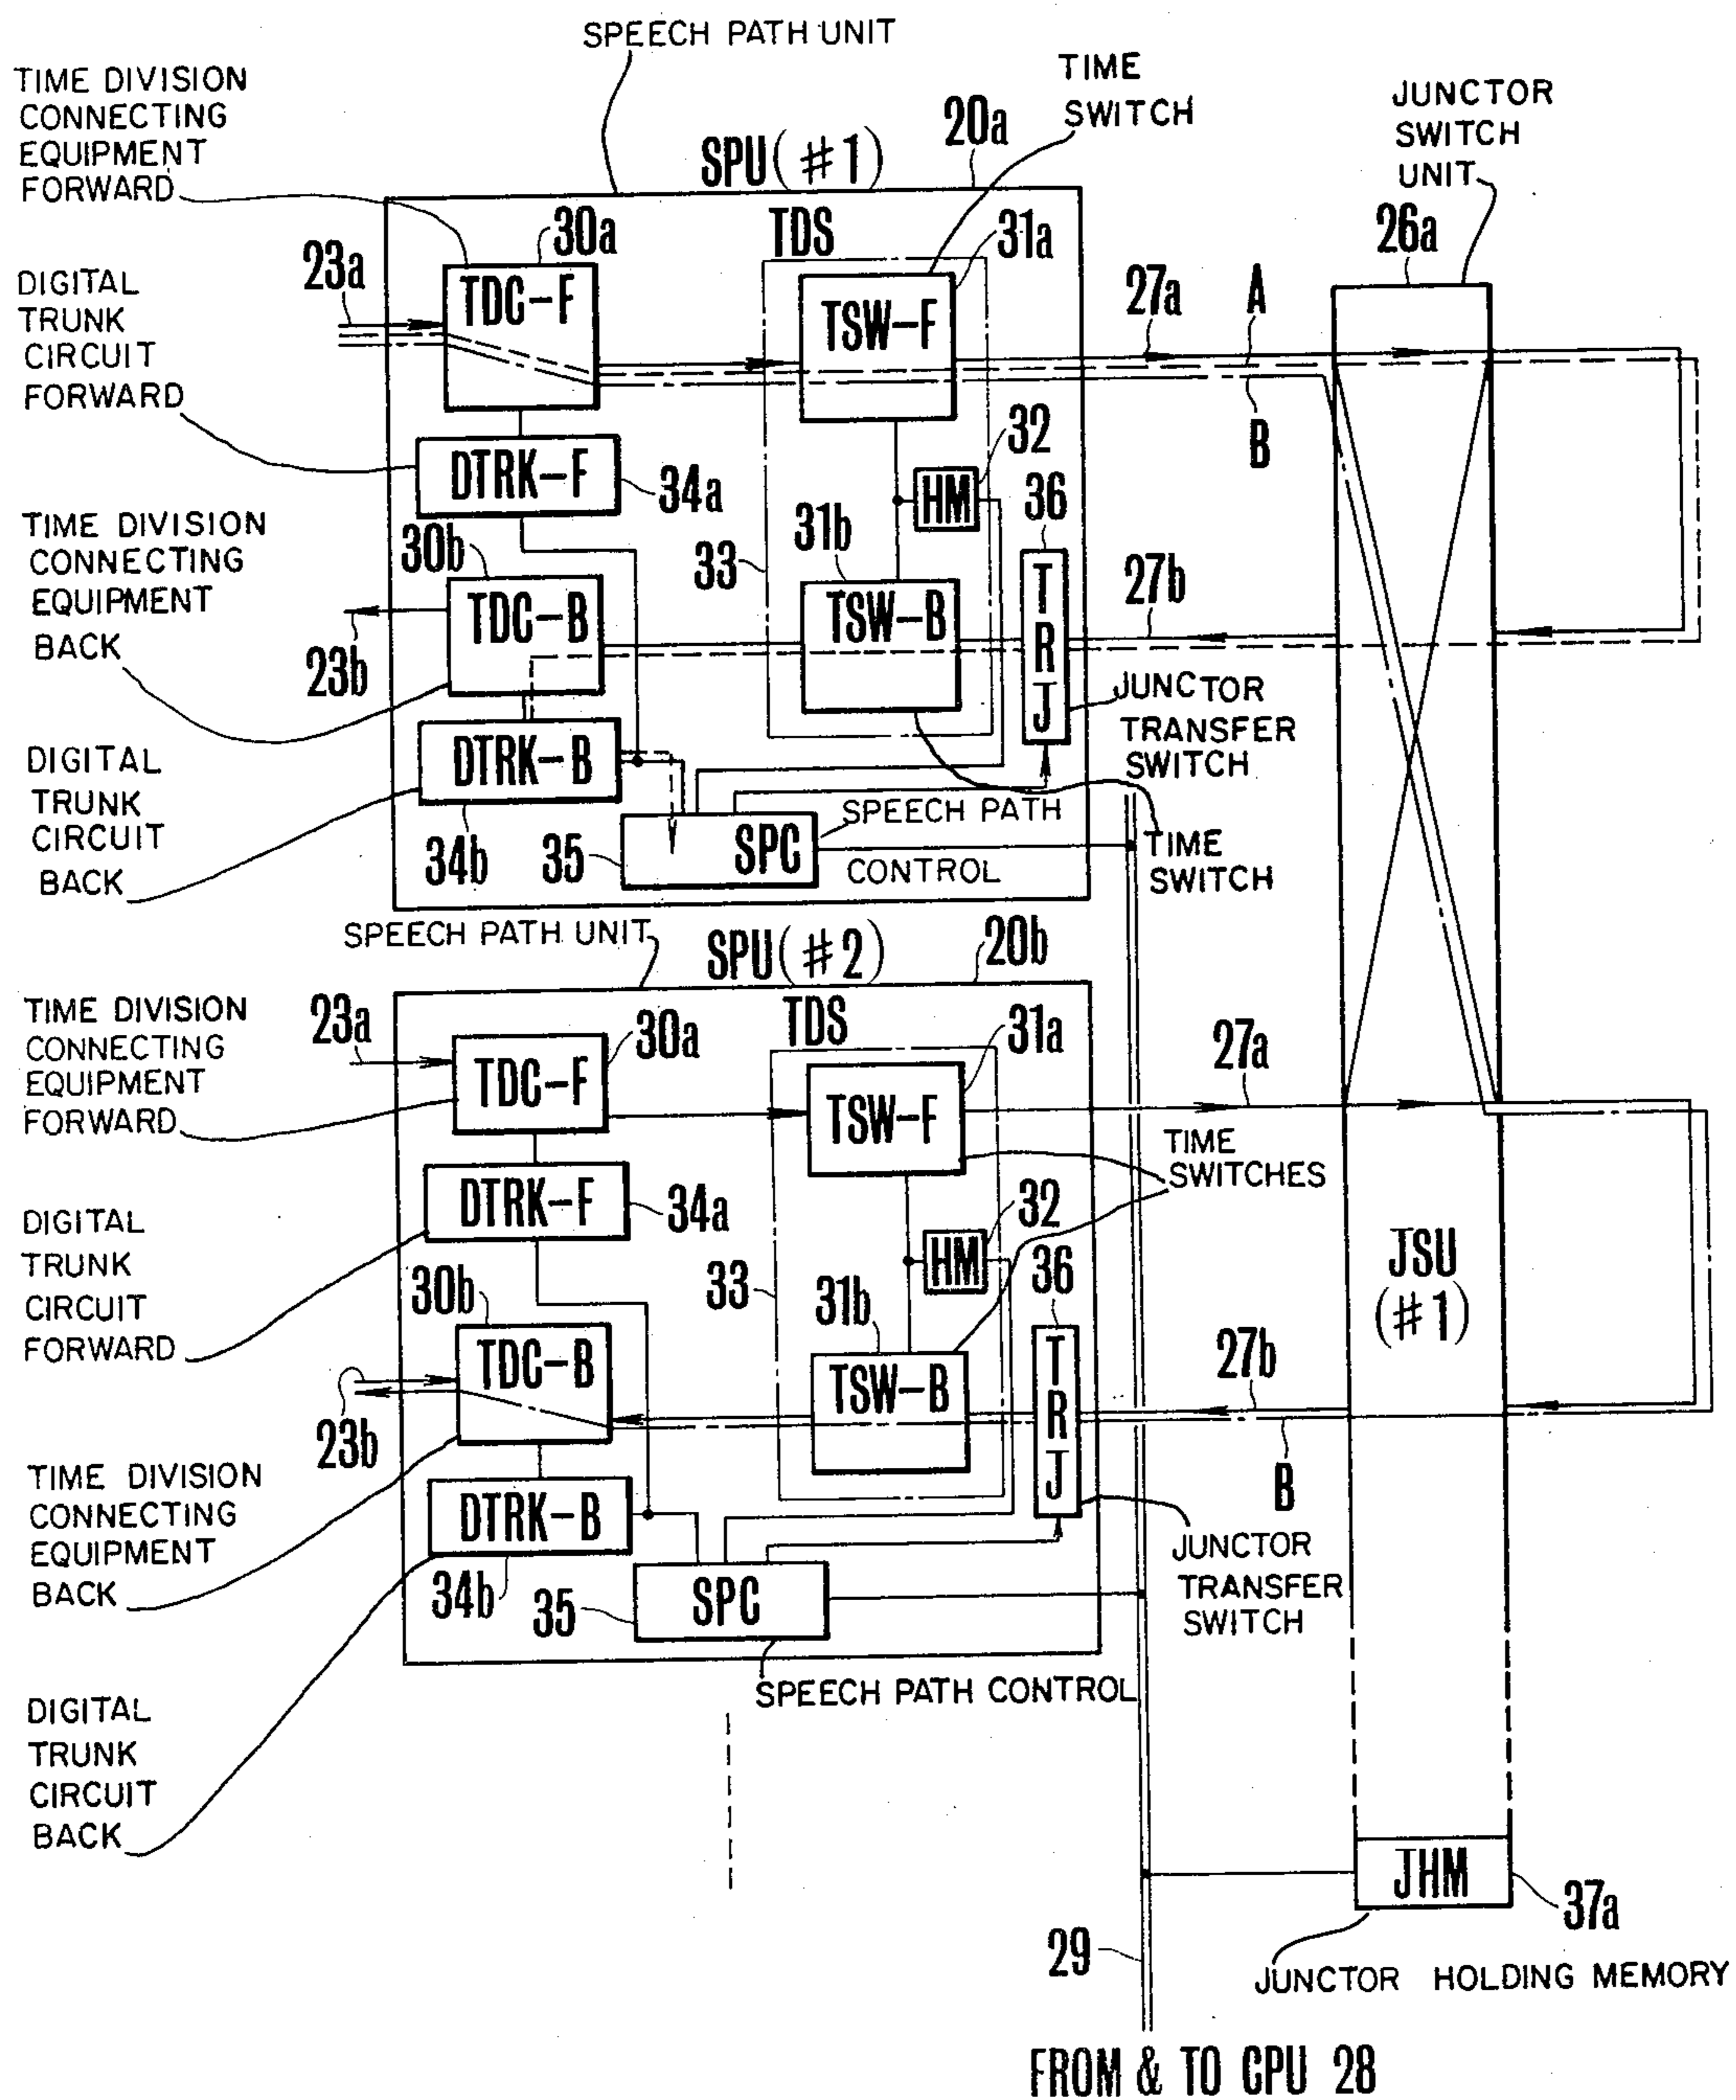 SPEECH PATH UNIT
TIME DIVISION
CONNECTING
EQUIPMENT
FORWARD
TIME
SWITCH
JUNCTOR
SWITCH
UNIT
SPU(#1)
20a
26a
23a
30a
TDS
31a
TDC-F
TSW-F
27a
A
B
DIGITAL
TRUNK
CIRCUIT
FORWARD
DTRK-F
34a
HM
32
36
TIME DIVISION
CONNECTING
EQUIPMENT
BACK
30b
33
31b
TRJ
27b
TDC-B
TSW-B
23b
JUNCTOR
TRANSFER
SWITCH
DIGITAL
TRUNK
CIRCUIT
BACK
DTRK-B
34b
35
SPC
SPEECH PATH
CONTROL
TIME
SWITCH
SPEECH PATH UNIT
SPU(#2)
20b
TIME DIVISION
CONNECTING
EQUIPMENT
FORWARD
23a
30a
TDS
31a
TDC-F
TSW-F
27a
TIME
SWITCHES
DIGITAL
TRUNK
CIRCUIT
FORWARD
DTRK-F
34a
HM
32
36
JSU
(#1)
30b
33
31b
TRJ
27b
B
TDC-B
TSW-B
23b
TIME DIVISION
CONNECTING
EQUIPMENT
BACK
DTRK-B
34b
35
SPC
JUNCTOR
TRANSFER
SWITCH
SPEECH PATH CONTROL
DIGITAL
TRUNK
CIRCUIT
BACK
JHM
37a
29
JUNCTOR HOLDING MEMORY
FROM & TO CPU 28